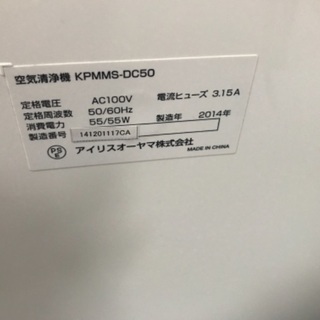 空気清浄機 KPMMS-DC50
定格電圧 AC100V 電流ヒューズ 3.15A
定格周波数 50/60Hz
消費電力 55/55W 製造年 2014年
製造番号 141201117CA
PS E アイリスオーヤマ株式会社
MADE IN CHINA